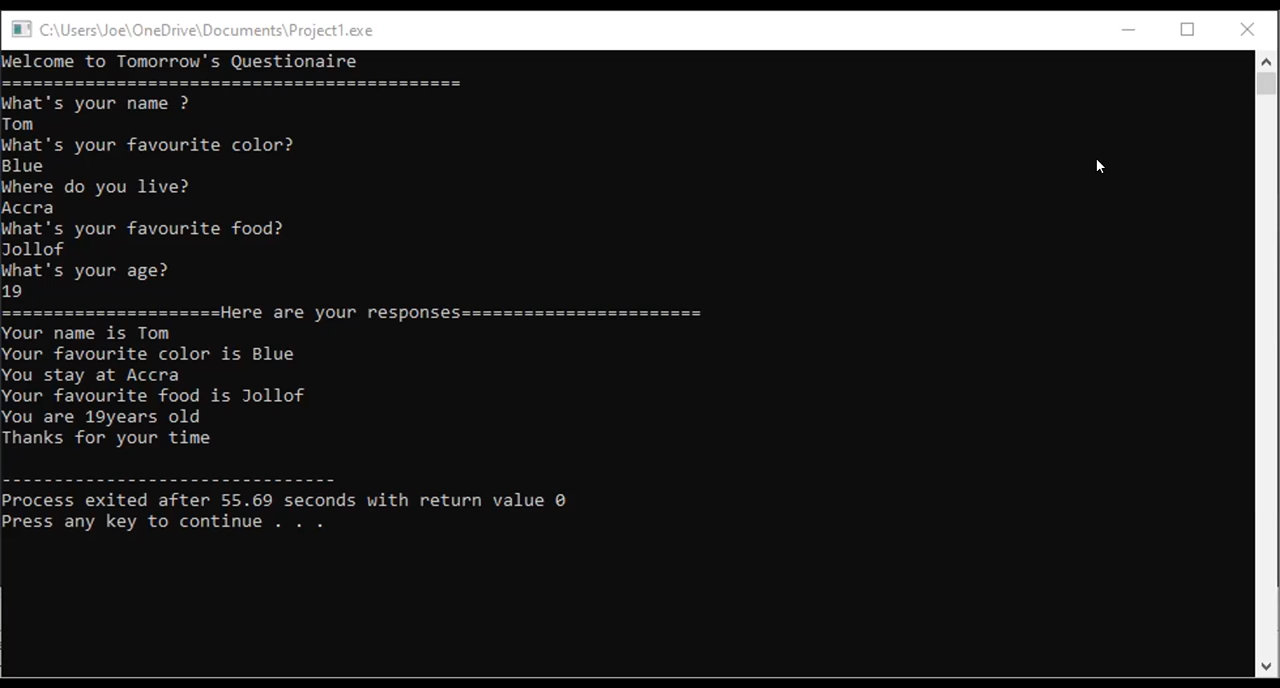 C:\Users\Joe\OneDrive\Documents\Project1.exe
Welcome to Tomorrow's Questionaire
============================================
What's your name ?
Tom
What's your favourite color?
Blue
Where do you live?
Accra
What's your favourite food?
Jollof
What's your age?
19
=====================Here are your responses=======================
Your name is Tom
Your favourite color is Blue
You stay at Accra
Your favourite food is Jollof
You are 19years old
Thanks for your time
--------------------------------
Process exited after 55.69 seconds with return value 0
Press any key to continue . . .